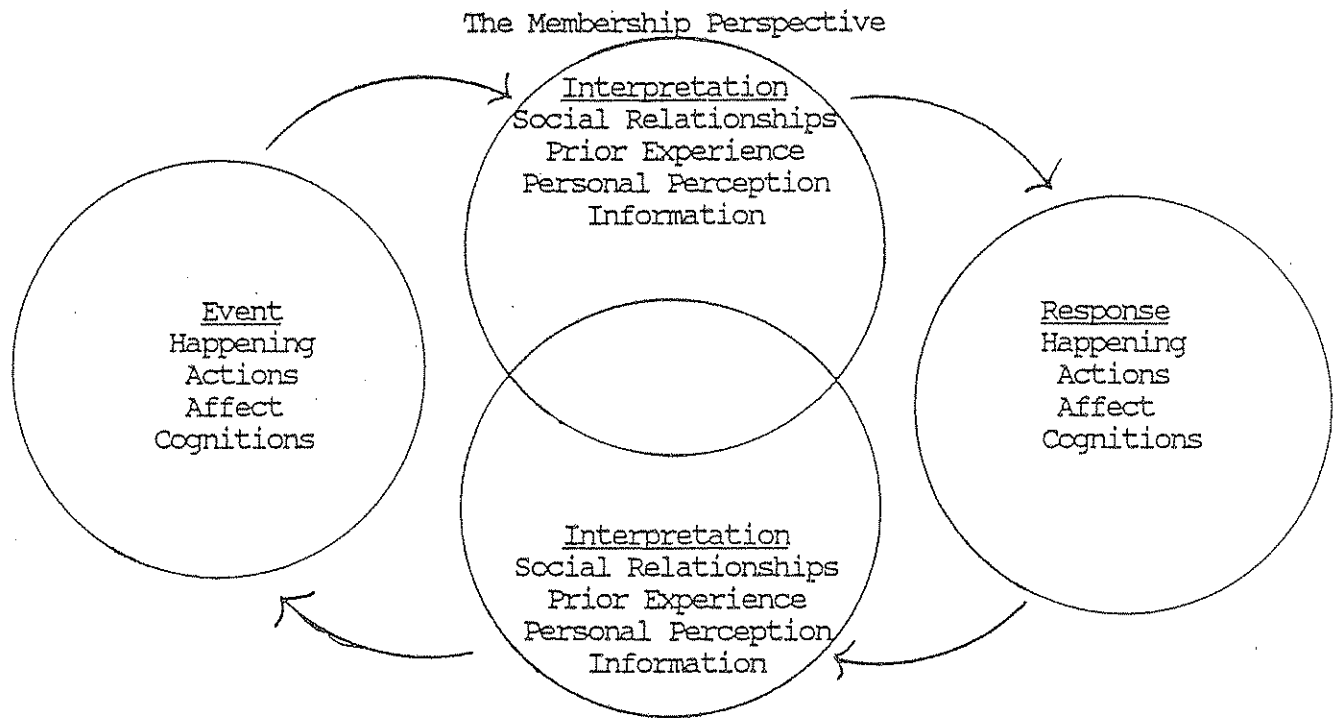 The Membership Perspective
Interpretation
Social Relationships
Prior Experience
Personal Perception
Information
Event
Happening
Actions
Affect
Cognitions
Response
Happening
Actions
Affect
Cognitions
Interpretation
Social Relationships
Prior Experience
Personal Perception
Information